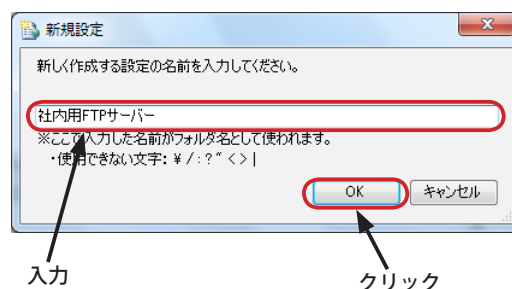 新規設定
新しく作成する設定の名前を入力してください。
社内用FTPサーバー
※ここで入力した名前がフォルダ名として使われます。
・使用できない文字: ¥ / : ? " < > |
OK
キャンセル
入力
クリック